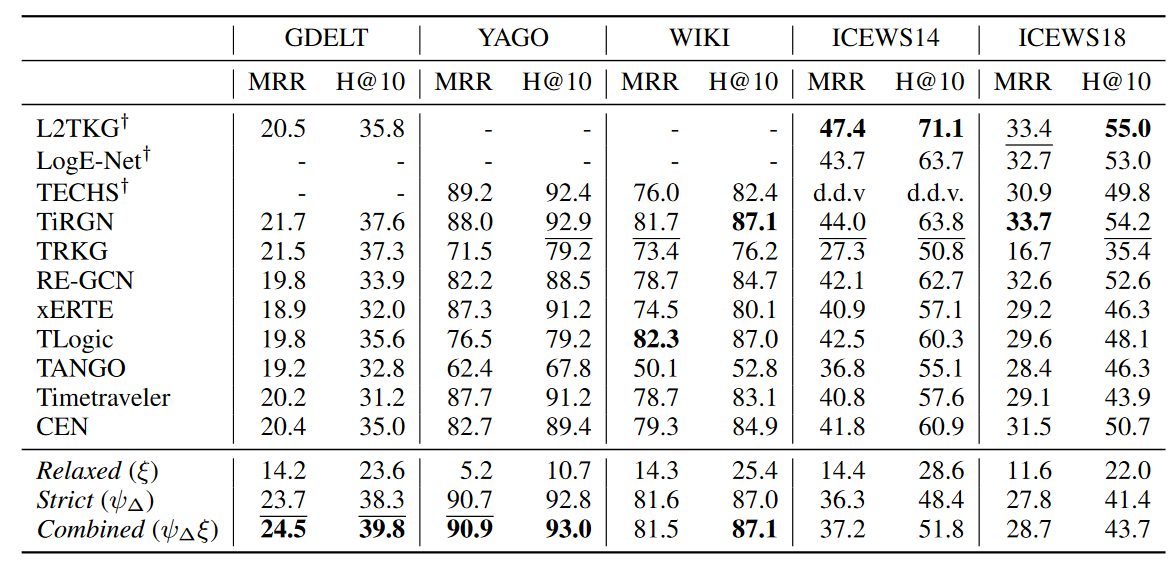 GDELT YAGO WIKI ICEWS14 ICEWS18
MRR H@10 MRR H@10 MRR H@10 MRR H@10 MRR H@10
L2TKG† 20.5 35.8 - - - - 47.4 71.1 33.4 55.0
LogE-Net† - - - - - - 43.7 63.7 32.7 53.0
TECHS† - - 89.2 92.4 76.0 82.4 d.d.v d.d.v. 30.9 49.8
TiRGN 21.7 37.6 88.0 92.9 81.7 87.1 44.0 63.8 33.7 54.2
TRKG 21.5 37.3 71.5 79.2 73.4 76.2 27.3 50.8 16.7 35.4
RE-GCN 19.8 33.9 82.2 88.5 78.7 84.7 42.1 62.7 32.6 52.6
xERTE 18.9 32.0 87.3 91.2 74.5 80.1 40.9 57.1 29.2 46.3
TLogic 19.8 35.6 76.5 79.2 82.3 87.0 42.5 60.3 29.6 48.1
TANGO 19.2 32.8 62.4 67.8 50.1 52.8 36.8 55.1 28.4 46.3
Timetraveler 20.2 31.2 87.7 91.2 78.7 83.1 40.8 57.6 29.1 43.9
CEN 20.4 35.0 82.7 89.4 79.3 84.9 41.8 60.9 31.5 50.7
Relaxed (ξ) 14.2 23.6 5.2 10.7 14.3 25.4 14.4 28.6 11.6 22.0
Strict (ψΔ) 23.7 38.3 90.7 92.8 81.6 87.0 36.3 48.4 27.8 41.4
Combined (ψΔξ) 24.5 39.8 90.9 93.0 81.5 87.1 37.2 51.8 28.7 43.7